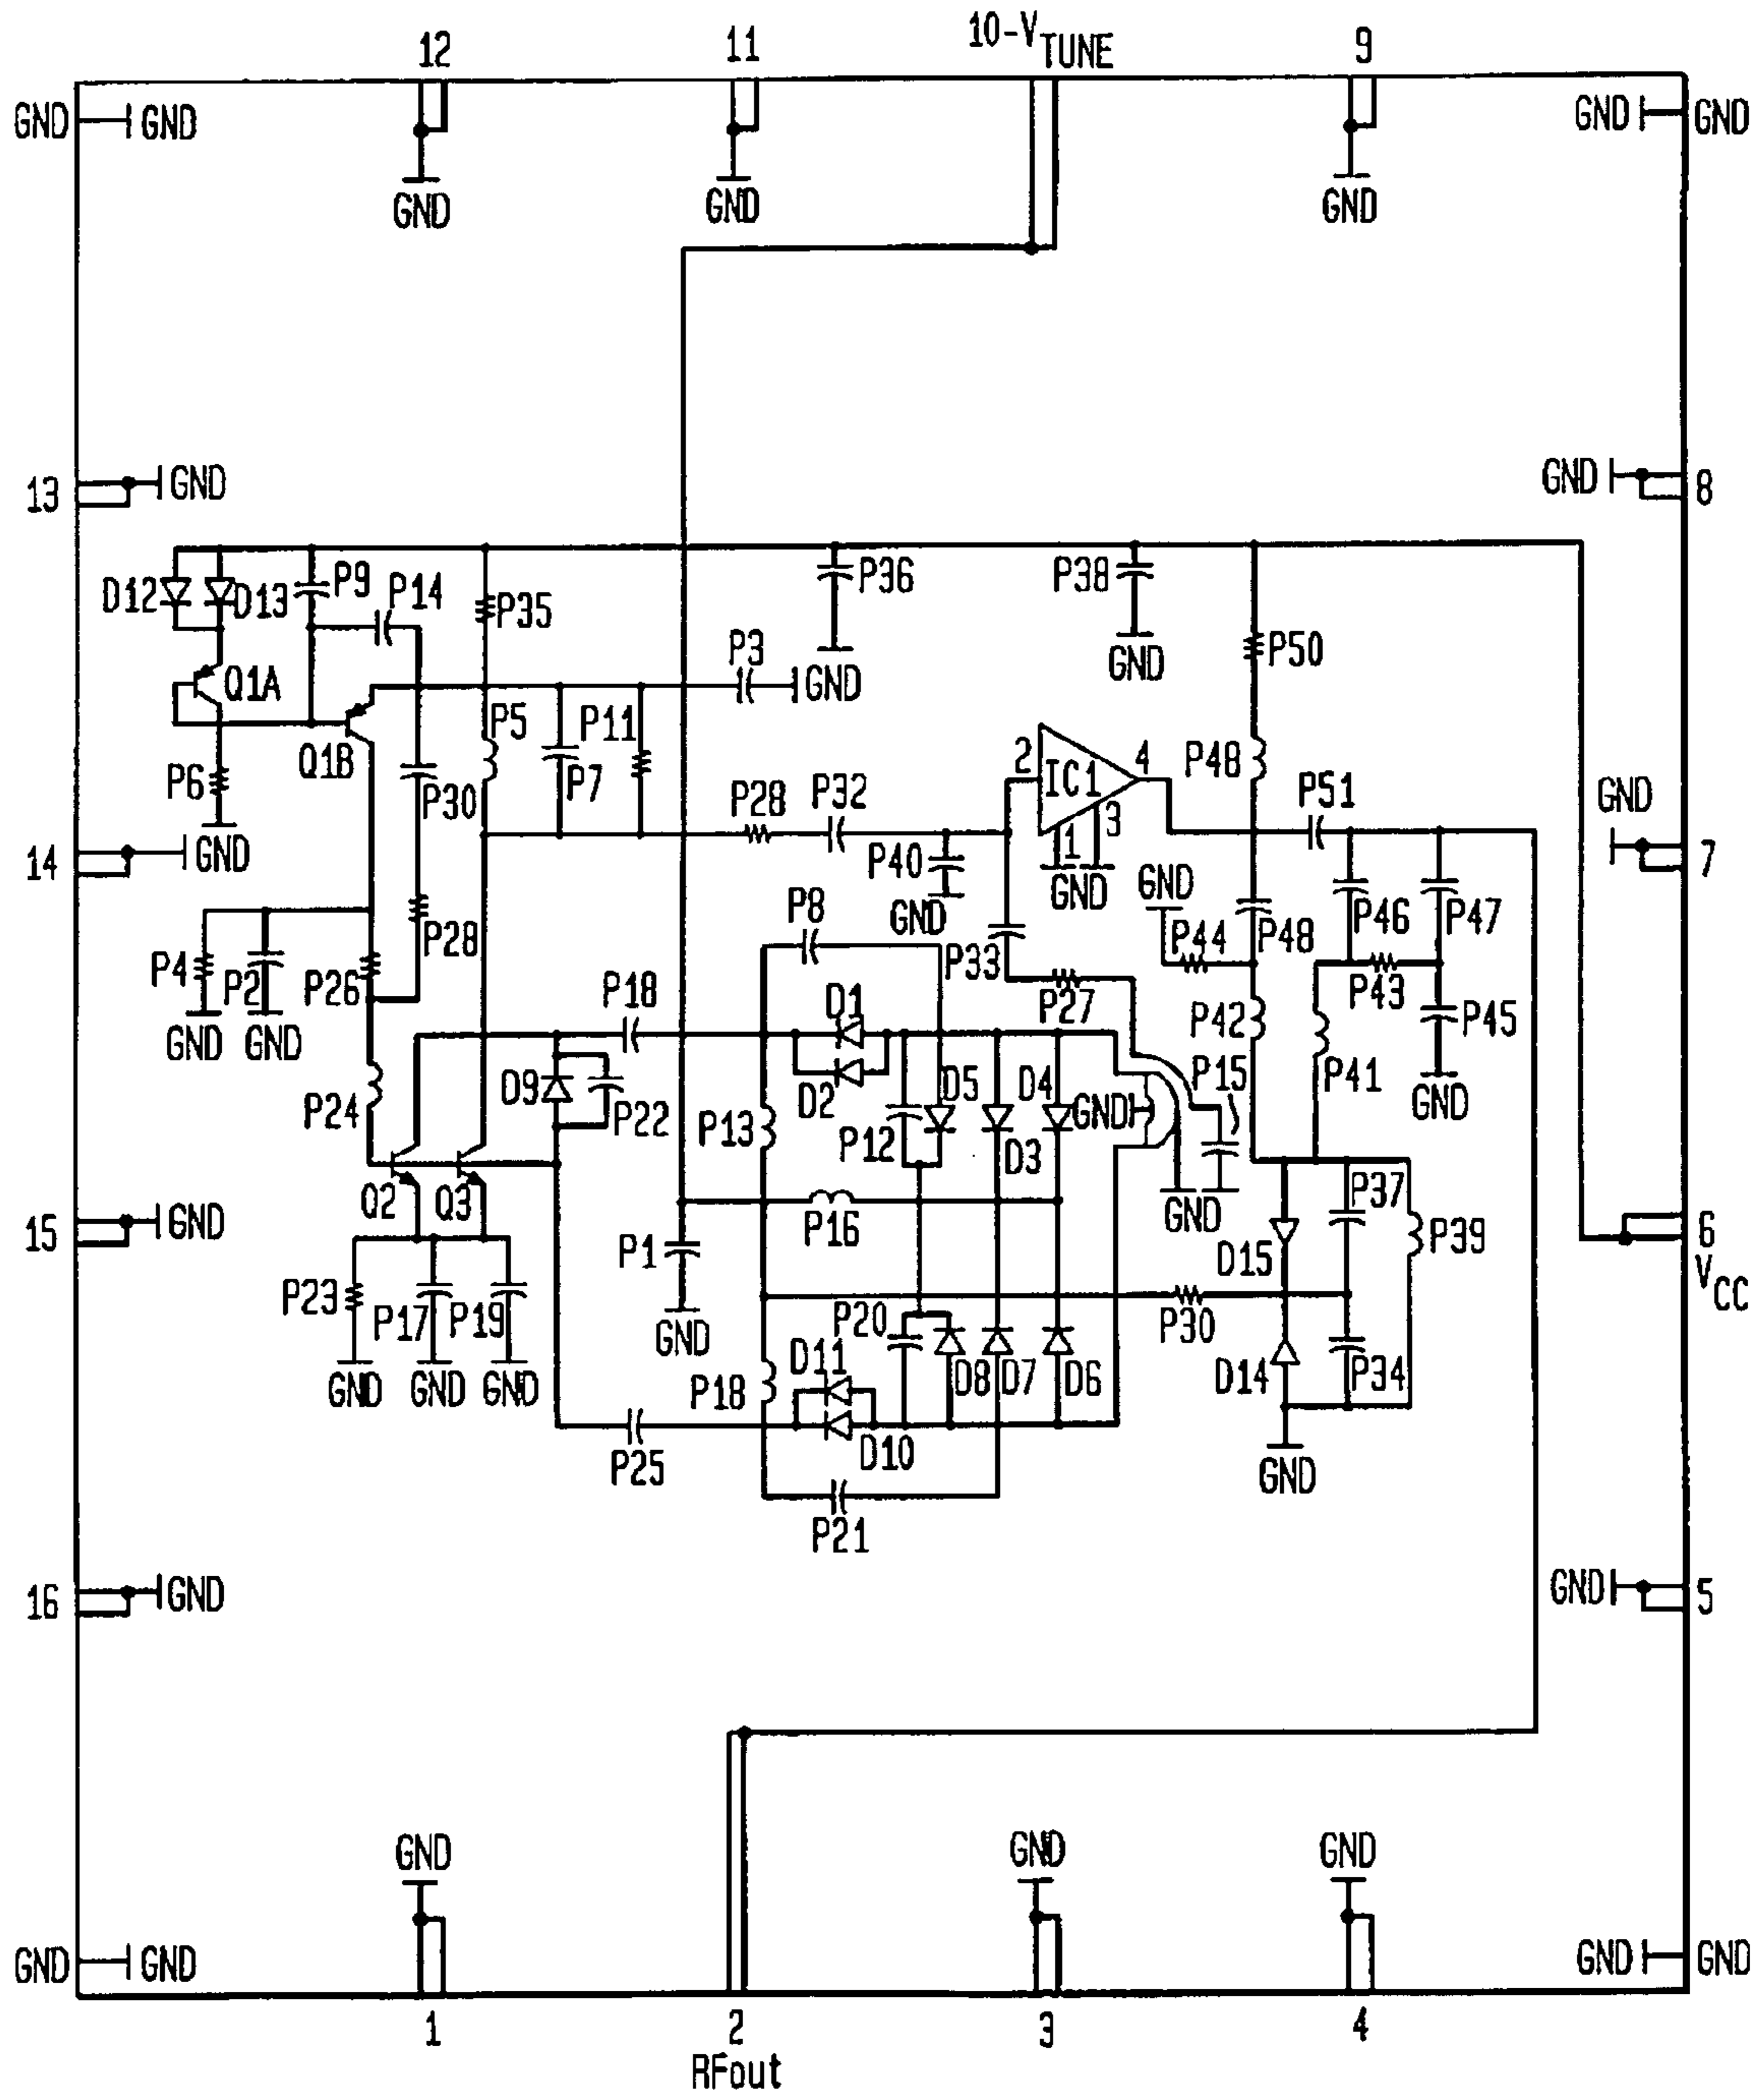 12
11
10-VTUNE
9
GND
GND
GND
GND
GND
GND
GND
GND
13
GND
GND
8
D12
D13
P9
P14
P35
P36
P38
P50
P3
GND
GND
Q1A
P5
P11
Q1B
P6
P30
P7
2
IC1
4
P48
P28
P32
1
3
P51
GND
14
GND
GND
P40
GND
GND
GND
7
P8
P28
P33
P44
P48
P46
P47
P4
P2
P26
P18
D1
P27
P43
P42
P45
GND
GND
D9
D2
D5
D4
P15
P41
GND
P24
P22
P13
P12
D3
GND
Q2
Q3
P37
15
GND
P1
P16
GND
D15
P39
6
VCC
P23
P17
P19
GND
P20
P30
D11
D8
D7
D6
D14
P34
GND
GND
GND
P18
D10
P25
GND
P21
16
GND
GND
5
GND
GND
GND
GND
GND
GND
GND
1
2
3
4
RFout